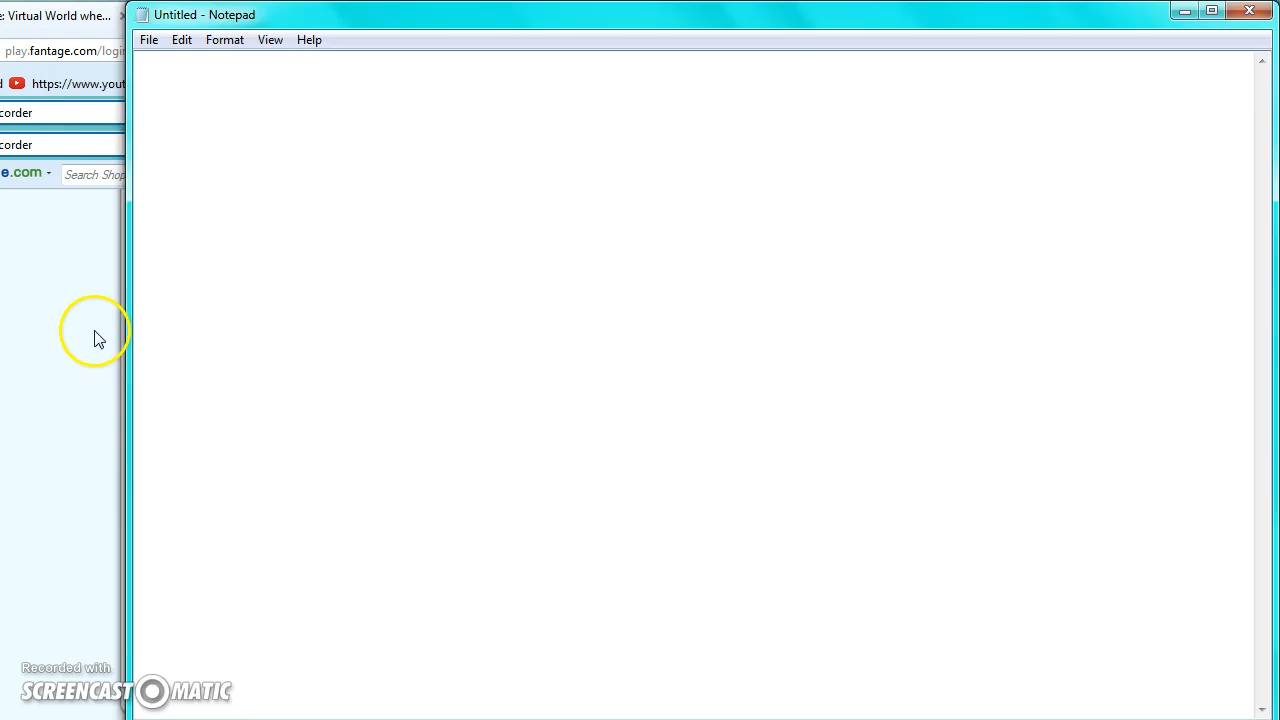 e: Virtual World whe...
Untitled - Notepad
play.fantage.com/logi
File Edit Format View Help
d https://www.yout
corder
corder
e.com
Search Shop
Recorded with
SCREENCAST MATIC